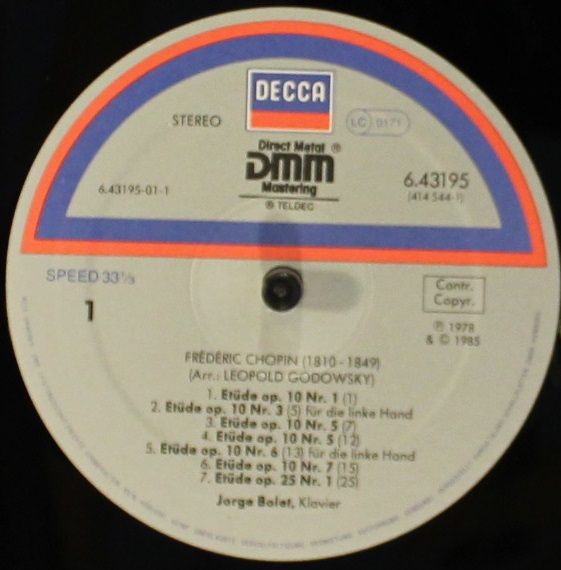 DECCA
STEREO
LC 0171
Direct Metal ®
DMM
Mastering
® TELDEC
6.43195-01-1
6.43195
(414 544-1)
SPEED 33⅓
1
Contr.
Copyr.
℗ 1978
& © 1985
FRÉDÉRIC CHOPIN (1810-1849)
(Arr.: LEOPOLD GODOWSKY)
1. Etüde op. 10 Nr. 1 (1)
2. Etüde op. 10 Nr. 3 (5) für die linke Hand
3. Etüde op. 10 Nr. 5 (7)
4. Etüde op. 10 Nr. 5 (12)
5. Etüde op. 10 Nr. 6 (13) für die linke Hand
6. Etüde op. 10 Nr. 7 (15)
7. Etüde op. 25 Nr. 1 (25)
Jorge Bolet, Klavier